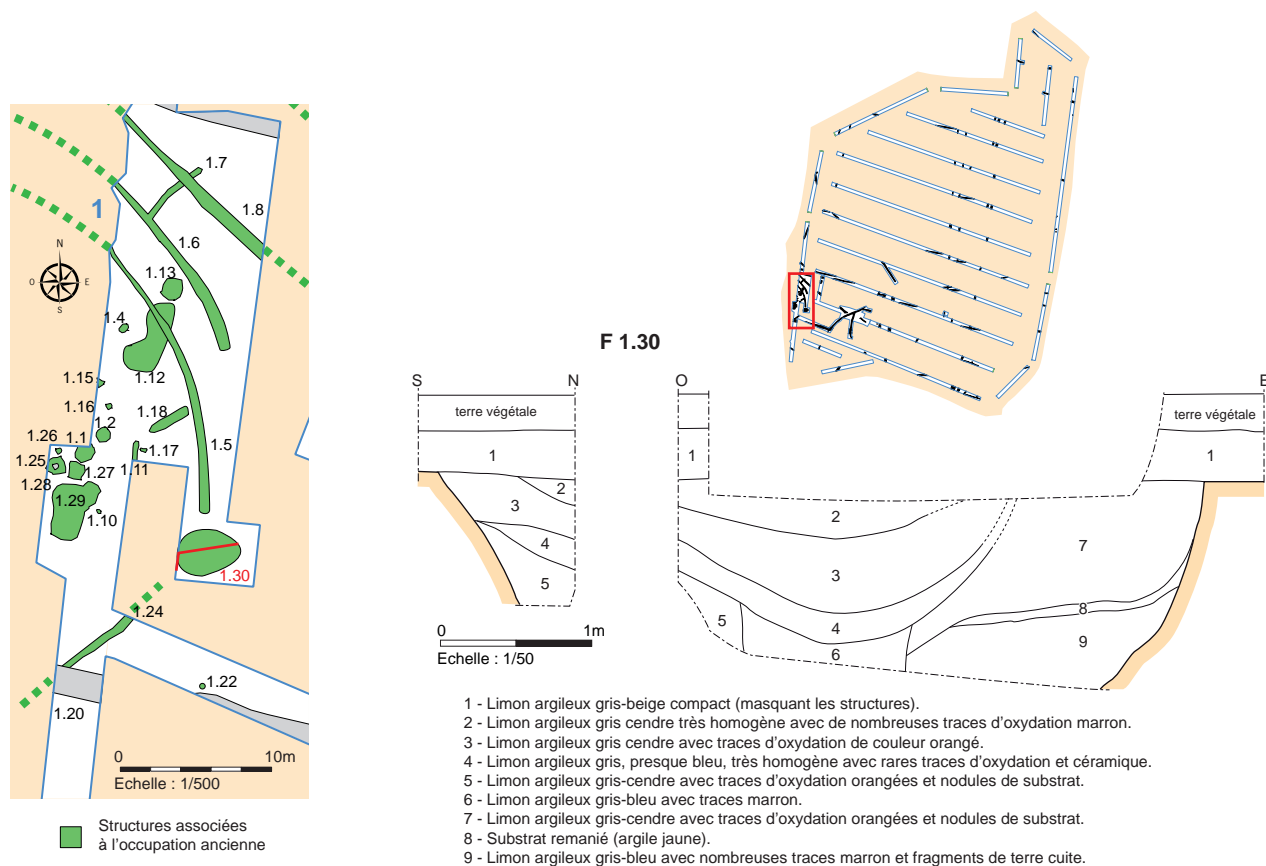 1
N
O
E
S
1.7
1.8
1.6
1.13
1.4
1.12
1.15
1.16
1.18
1.2
1.26
1.1
1.17
1.5
1.25
1.27
1.11
1.28
1.29
1.10
1.30
1.24
1.22
1.20
0
10m
Echelle : 1/500
Structures associées
à l'occupation ancienne
F 1.30
S
N
O
E
terre végétale
terre végétale
1
1
1
2
3
4
5
2
3
4
5
6
7
8
9
0
1m
Echelle : 1/50
1 - Limon argileux gris-beige compact (masquant les structures).
2 - Limon argileux gris cendre très homogène avec de nombreuses traces d'oxydation marron.
3 - Limon argileux gris cendre avec traces d'oxydation de couleur orangé.
4 - Limon argileux gris, presque bleu, très homogène avec rares traces d'oxydation et céramique.
5 - Limon argileux gris-cendre avec traces d'oxydation orangées et nodules de substrat.
6 - Limon argileux gris-bleu avec traces marron.
7 - Limon argileux gris-cendre avec traces d'oxydation orangées et nodules de substrat.
8 - Substrat remanié (argile jaune).
9 - Limon argileux gris-bleu avec nombreuses traces marron et fragments de terre cuite.